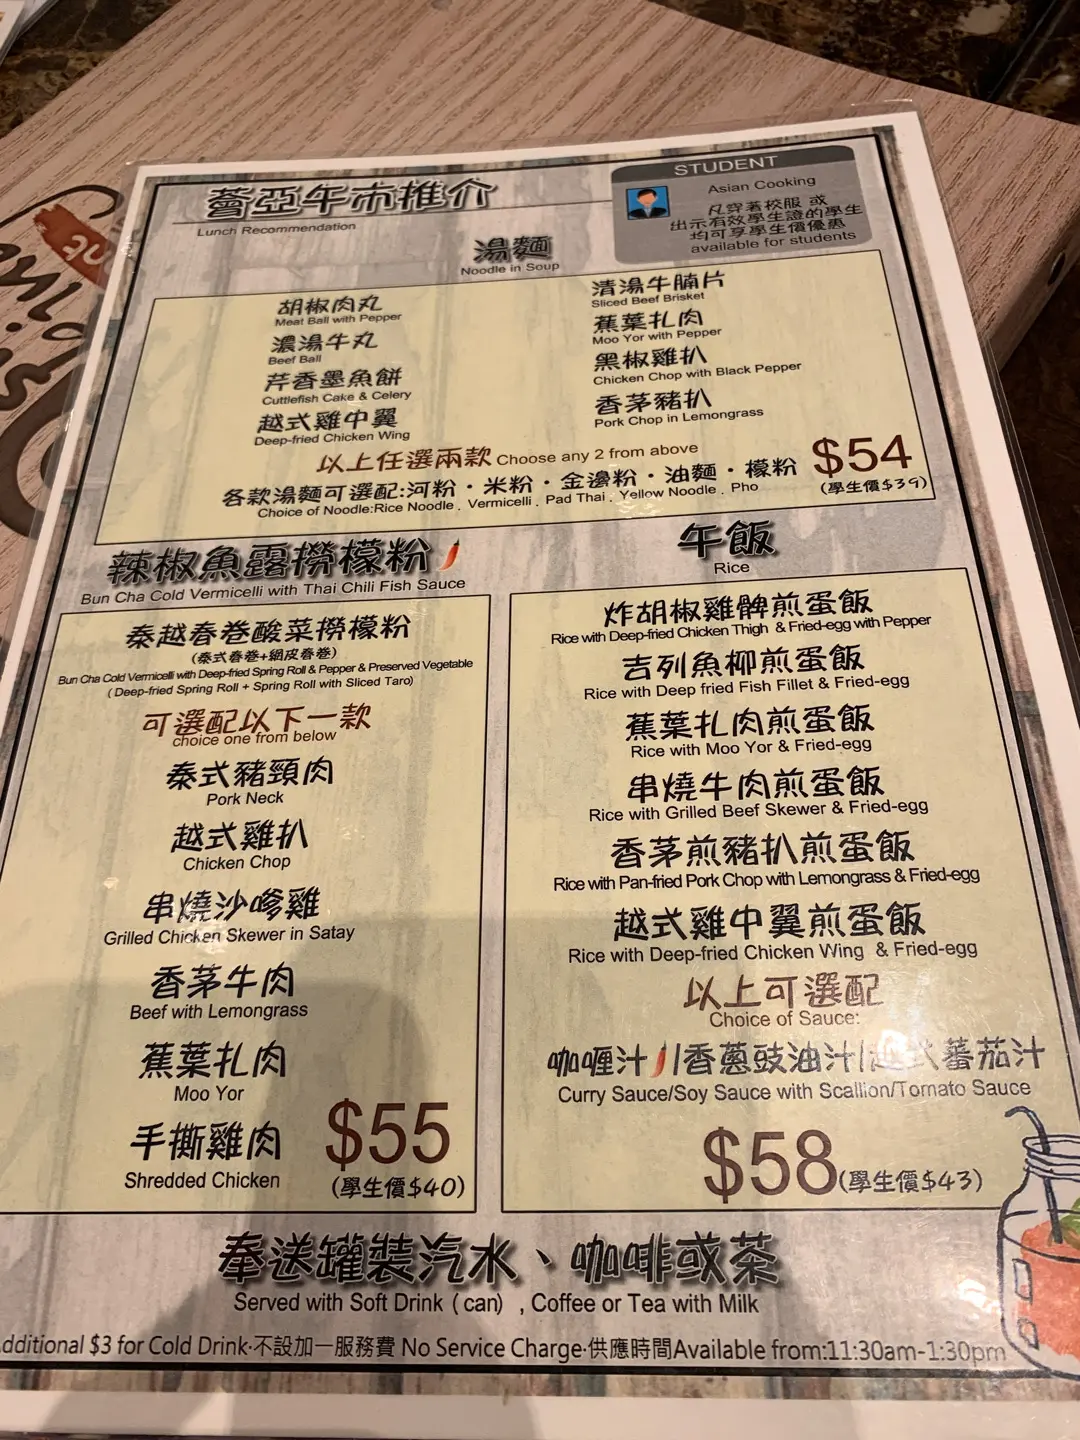 薈亞午市推介
Lunch Recommendation
STUDENT
Asian Cooking
凡穿著校服 或
出示有效學生證的學生
均可享學生價優惠
available for students
湯麵
Noodle in Soup
胡椒肉丸
Meat Ball with Pepper
濃湯牛丸
Beef Ball
芹香墨魚餅
Cuttlefish Cake & Celery
越式雞中翼
Deep-fried Chicken Wing
清湯牛腩片
Sliced Beef Brisket
蕉葉扎肉
Moo Yor with Pepper
黑椒雞扒
Chicken Chop with Black Pepper
香茅豬扒
Pork Chop in Lemongrass
以上任選兩款 Choose any 2 from above
各款湯麵可選配:河粉・米粉・金邊粉・油麵・檬粉
Choice of Noodle:Rice Noodle . Vermicelli . Pad Thai . Yellow Noodle . Pho
$54
(學生價$39)
辣椒魚露撈檬粉
Bun Cha Cold Vermicelli with Thai Chili Fish Sauce
泰越春卷酸菜撈檬粉
(泰式春卷+網皮春卷)
Bun Cha Cold Vermicelli with Deep-fried Spring Roll & Pepper & Preserved Vegetable
( Deep-fried Spring Roll + Spring Roll with Sliced Taro)
可選配以下一款
choice one from below
泰式豬頸肉
Pork Neck
越式雞扒
Chicken Chop
串燒沙嗲雞
Grilled Chicken Skewer in Satay
香茅牛肉
Beef with Lemongrass
蕉葉扎肉
Moo Yor
手撕雞肉
Shredded Chicken
$55
(學生價$40)
午飯
Rice
炸胡椒雞髀煎蛋飯
Rice with Deep-fried Chicken Thigh & Fried-egg with Pepper
吉列魚柳煎蛋飯
Rice with Deep fried Fish Fillet & Fried-egg
蕉葉扎肉煎蛋飯
Rice with Moo Yor & Fried-egg
串燒牛肉煎蛋飯
Rice with Grilled Beef Skewer & Fried-egg
香茅煎豬扒煎蛋飯
Rice with Pan-fried Pork Chop with Lemongrass & Fried-egg
越式雞中翼煎蛋飯
Rice with Deep-fried Chicken Wing & Fried-egg
以上可選配
Choice of Sauce:
咖喱汁/香蔥豉油汁/越式蕃茄汁
Curry Sauce/Soy Sauce with Scallion/Tomato Sauce
$58(學生價$43)
奉送罐裝汽水、咖啡或茶
Served with Soft Drink ( can) , Coffee or Tea with Milk
dditional $3 for Cold Drink·不設加一服務費 No Service Charge·供應時間Available from:11:30am-1:30pm